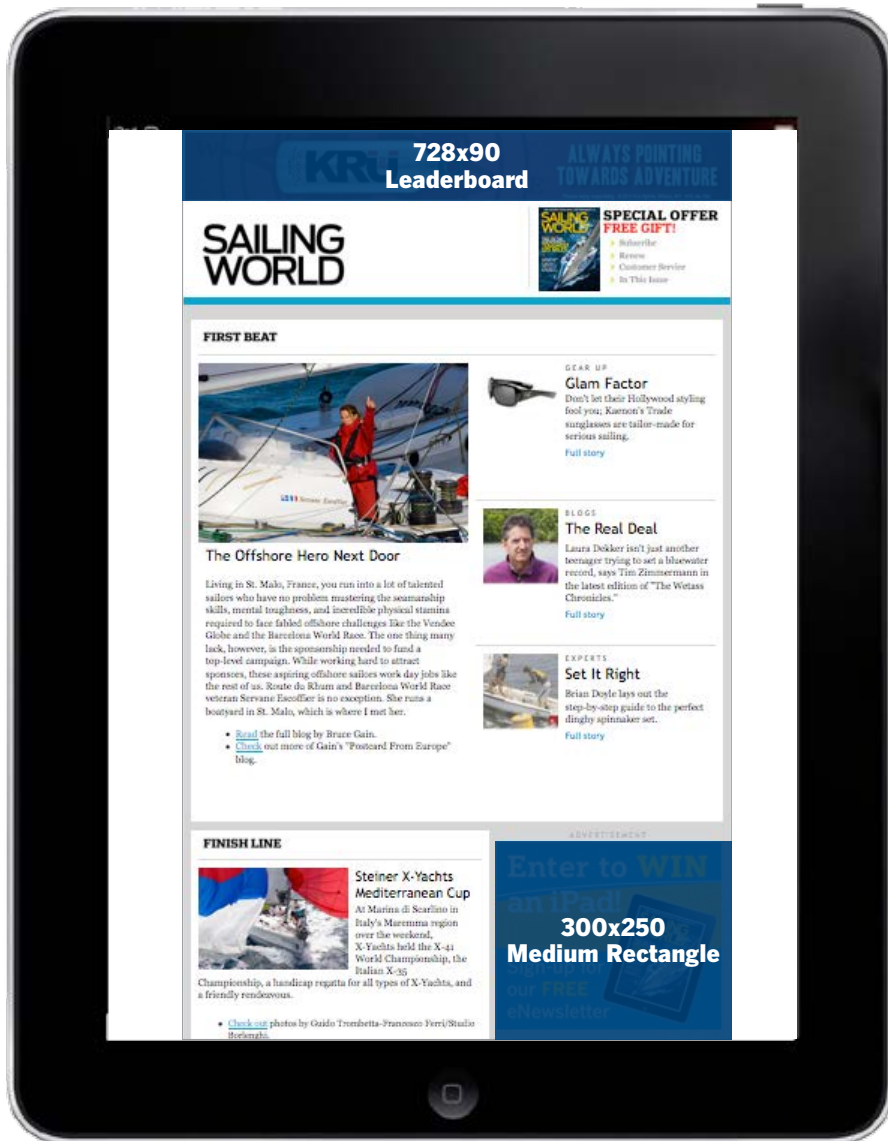 KRÜ
728x90
Leaderboard
ALWAYS POINTING
TOWARDS ADVENTURE
SAILING
WORLD
SAILING
WORLD
SPECIAL OFFER
FREE GIFT!
Subscribe
Renew
Customer Service
In This Issue
FIRST BEAT
The Offshore Hero Next Door
Living in St. Malo, France, you run into a lot of talented
sailors who have no problem mustering the seamanship
skills, mental toughness, and incredible physical stamina
required to face fabled offshore challenges like the Vendee
Globe and the Barcelona World Race. The one thing many
lack, however, is the sponsorship needed to fund a
top-level campaign. While working hard to attract
sponsors, these aspiring offshore sailors work day jobs like
the rest of us. Route du Rhum and Barcelona World Race
veteran Servane Escoffier is no exception. She runs a
boatyard in St. Malo, which is where I met her.
• Read the full blog by Bruce Gain.
• Check out more of Gain's "Postcard From Europe"
blog.
GEAR UP
Glam Factor
Don't let their Hollywood styling
fool you; Kaenon's Trade
sunglasses are tailor-made for
serious sailing.
Full story
BLOGS
The Real Deal
Laura Dekker isn't just another
teenager trying to set a bluewater
record, says Tim Zimmermann in
the latest edition of "The Wetass
Chronicles."
Full story
EXPERTS
Set It Right
Brian Doyle lays out the
step-by-step guide to the perfect
dinghy spinnaker set.
Full story
FINISH LINE
Steiner X-Yachts
Mediterranean Cup
At Marina di Scarlino in
Italy's Maremma region
over the weekend,
X-Yachts held the X-41
World Championship, the
Italian X-35
Championship, a handicap regatta for all types of X-Yachts, and
a friendly rendezvous.
• Check out photos by Guido Trombetta-Francesco Ferri/Studio
Borlenghi.
ADVERTISEMENT
Enter to WIN
an iPad!
300x250
Medium Rectangle
Sign-up for
our FREE
eNewsletter